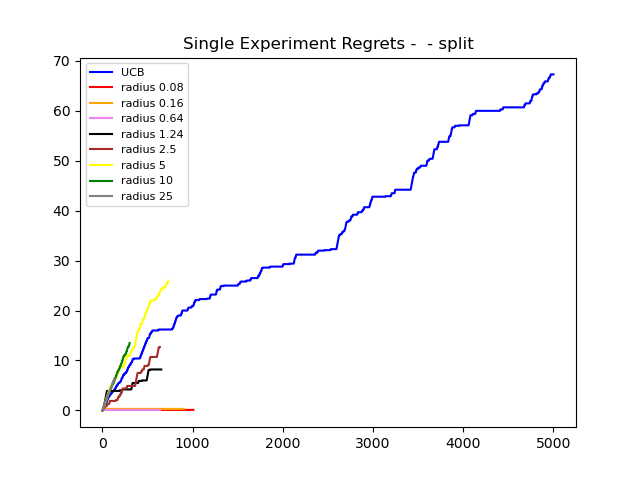 Single Experiment Regrets -  - split
70
60
50
40
30
20
10
0
UCB
radius 0.08
radius 0.16
radius 0.64
radius 1.24
radius 2.5
radius 5
radius 10
radius 25
0 1000 2000 3000 4000 5000